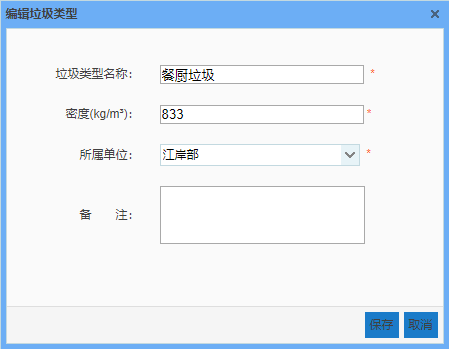 编辑垃圾类型
垃圾类型名称: 餐厨垃圾 *
密度(kg/m³): 833 *
所属单位: 江岸部 *
备 注:
保存 取消